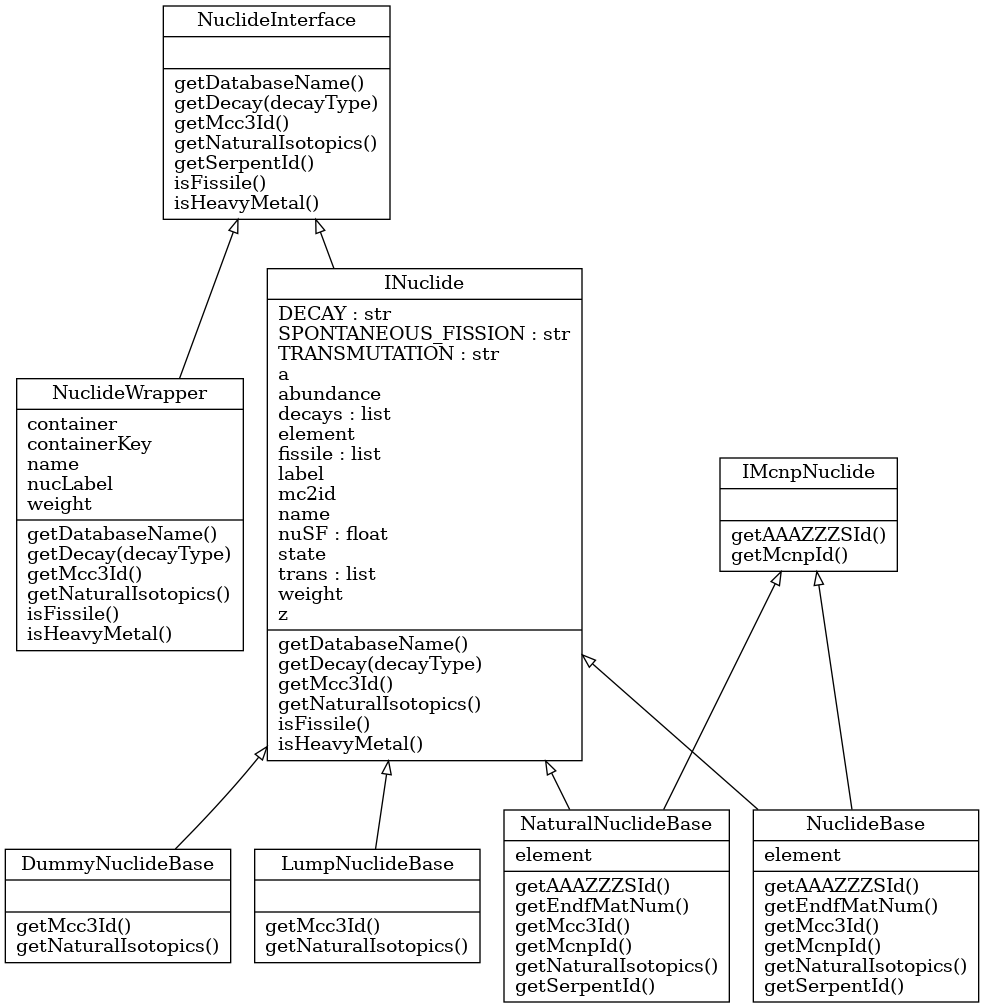 NuclideInterface
getDatabaseName()
getDecay(decayType)
getMcc3Id()
getNaturalIsotopics()
getSerpentId()
isFissile()
isHeavyMetal()
INuclide
DECAY : str
SPONTANEOUS_FISSION : str
TRANSMUTATION : str
a
abundance
decays : list
element
fissile : list
label
mc2id
name
nuSF : float
state
trans : list
weight
z
getDatabaseName()
getDecay(decayType)
getMcc3Id()
getNaturalIsotopics()
isFissile()
isHeavyMetal()
NuclideWrapper
container
containerKey
name
nucLabel
weight
getDatabaseName()
getDecay(decayType)
getMcc3Id()
getNaturalIsotopics()
isFissile()
isHeavyMetal()
IMcnpNuclide
getAAAZZZSId()
getMcnpId()
DummyNuclideBase
getMcc3Id()
getNaturalIsotopics()
LumpNuclideBase
getMcc3Id()
getNaturalIsotopics()
NaturalNuclideBase
element
getAAAZZZSId()
getEndfMatNum()
getMcc3Id()
getMcnpId()
getNaturalIsotopics()
getSerpentId()
NuclideBase
element
getAAAZZZSId()
getEndfMatNum()
getMcc3Id()
getMcnpId()
getNaturalIsotopics()
getSerpentId()